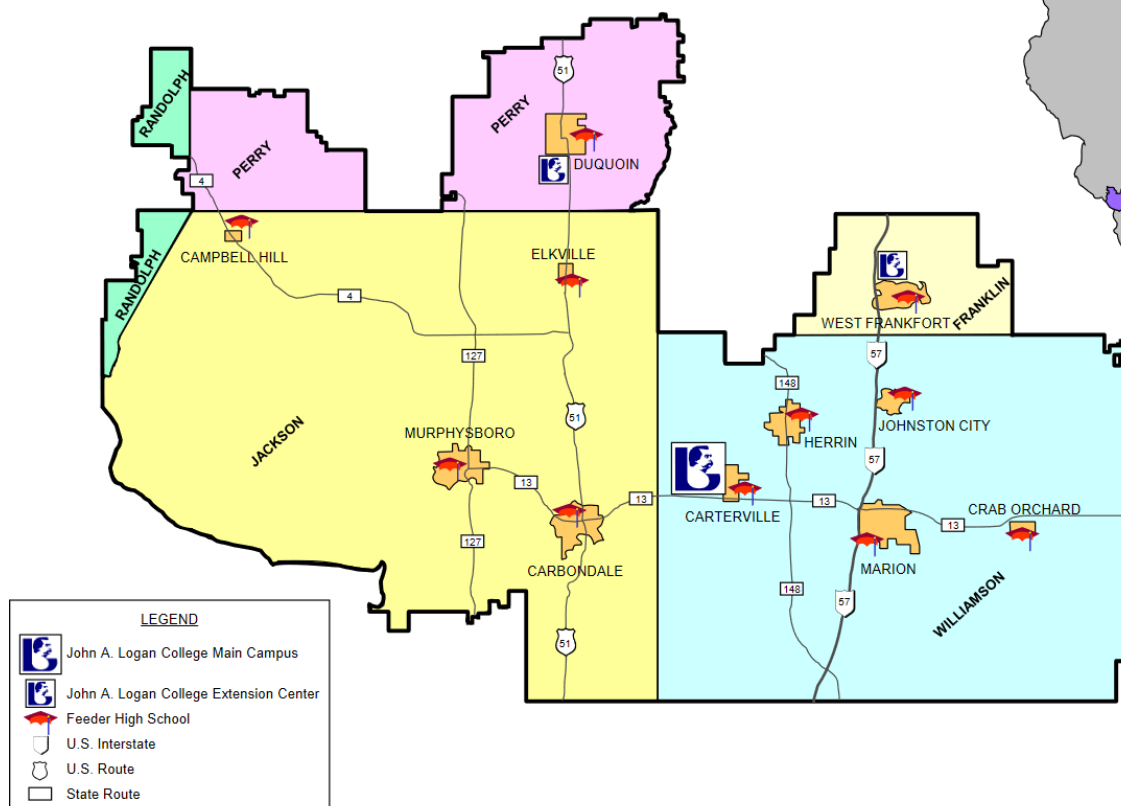 51
RANDOLPH
PERRY
PERRY
DUQUOIN
4
CAMPBELL HILL
ELKVILLE
RANDOLPH
4
WEST FRANKFORT
FRANKLIN
127
57
148
51
JOHNSTON CITY
HERRIN
MURPHYSBORO
JACKSON
57
13
13
CARTERVILLE
13
CRAB ORCHARD
13
127
CARBONDALE
MARION
148
57
WILLIAMSON
51
LEGEND
John A. Logan College Main Campus
John A. Logan College Extension Center
Feeder High School
U.S. Interstate
U.S. Route
State Route